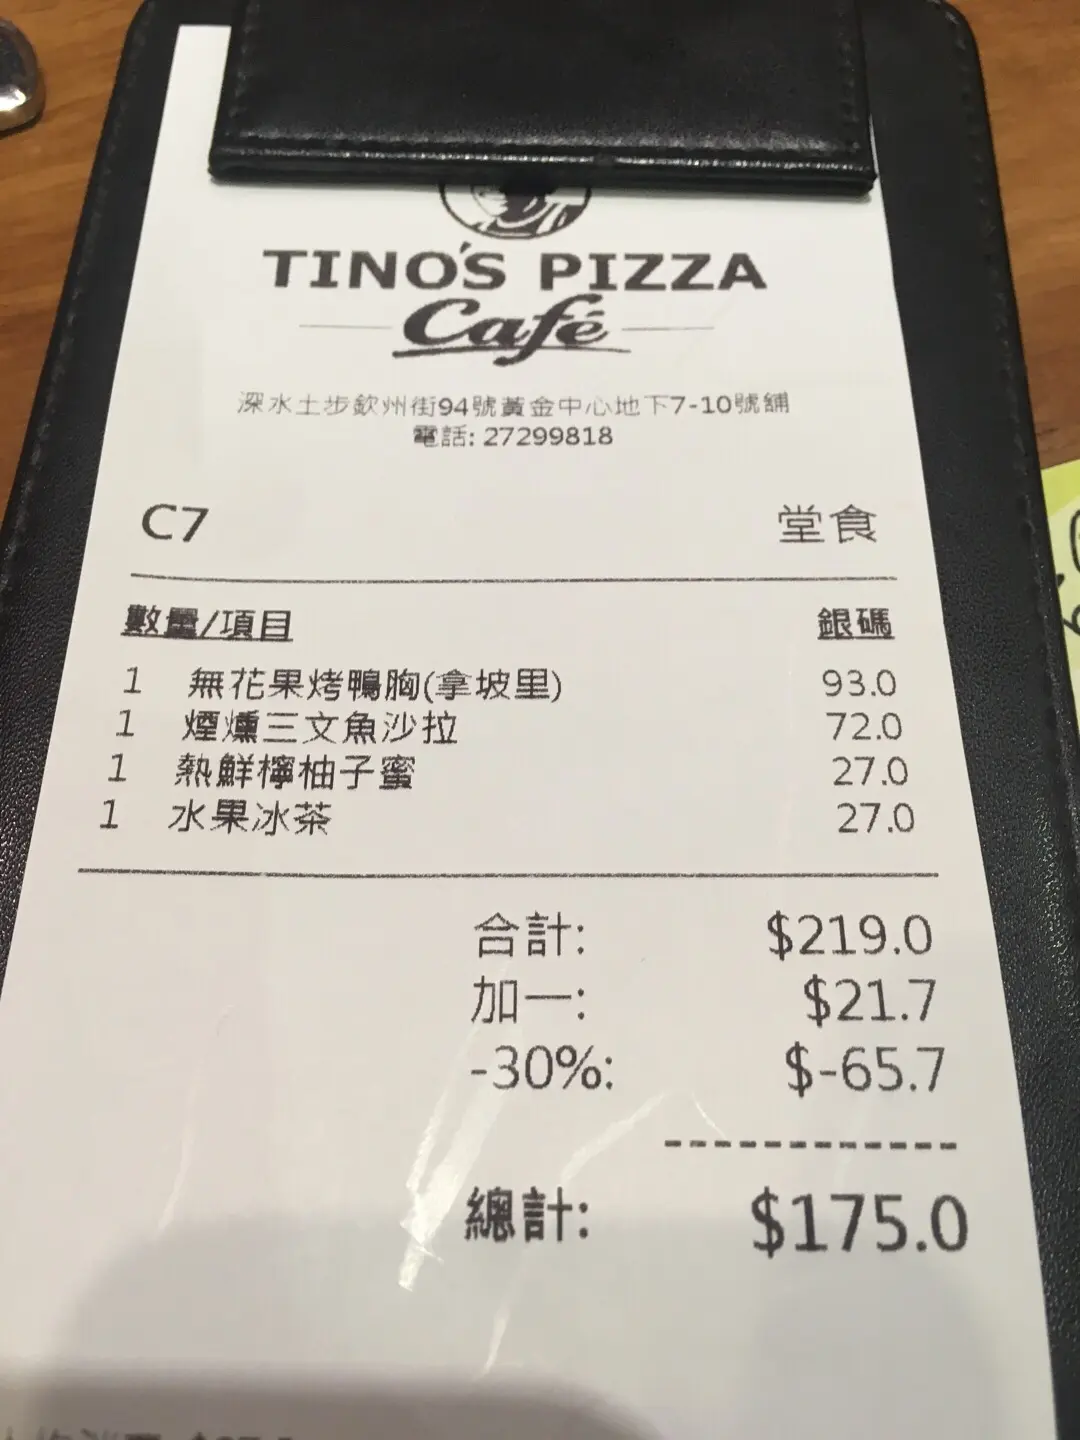 TINO'S PIZZA
Café
深水土步欽州街94號黃金中心地下7-10號舖
電話: 27299818
C7 堂食
數量/項目 銀碼
1 無花果烤鴨胸(拿坡里) 93.0
1 煙燻三文魚沙拉 72.0
1 熱鮮檸柚子蜜 27.0
1 水果冰茶 27.0
合計: $219.0
加一: $21.7
-30%: $-65.7
------------
總計: $175.0